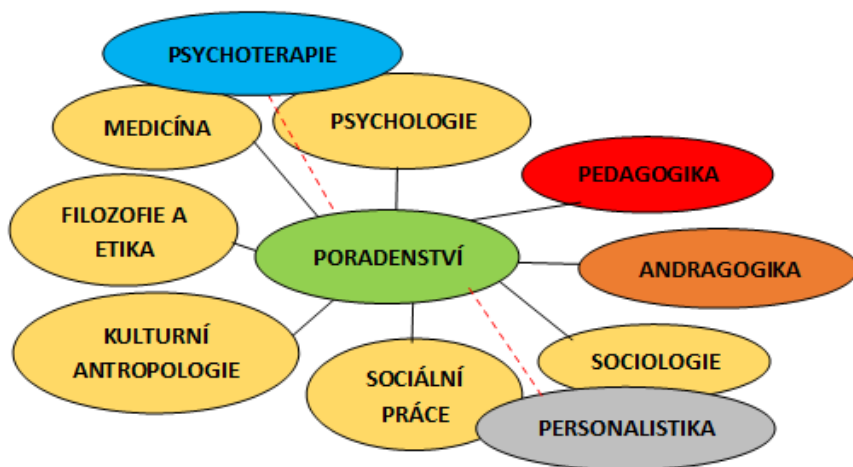 PSYCHOTERAPIE
MEDICÍNA
PSYCHOLOGIE
PEDAGOGIKA
FILOZOFIE A
ETIKA
PORADENSTVÍ
ANDRAGOGIKA
KULTURNÍ
ANTROPOLOGIE
SOCIÁLNÍ
PRÁCE
SOCIOLOGIE
PERSONALISTIKA